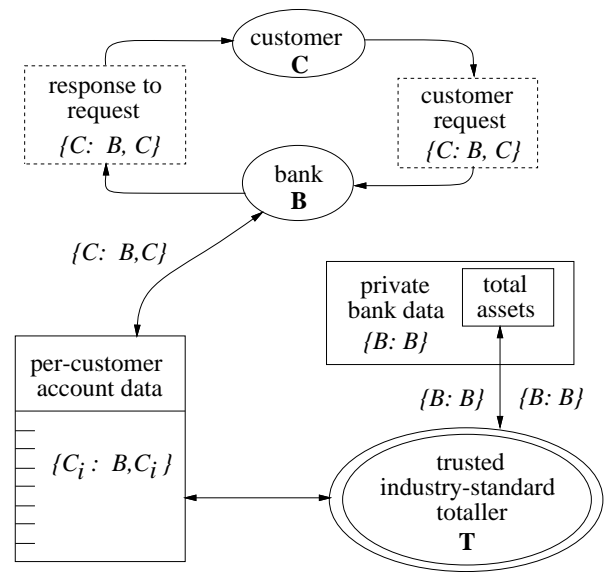 customer
C
response to
request
{C: B, C}
customer
request
{C: B, C}
bank
B
{C: B,C}
private
bank data
{B: B}
total
assets
per-customer
account data
{B: B} {B: B}
{Ci : B,Ci }
trusted
industry-standard
totaller
T